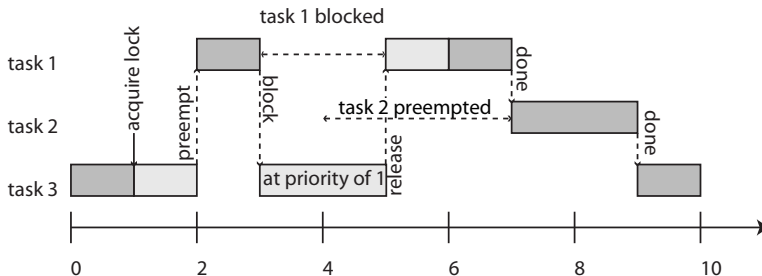 task 1 blocked
task 1
acquire lock
preempt
block
done
task 2 preempted
task 2
release
done
task 3
at priority of 1
0 2 4 6 8 10